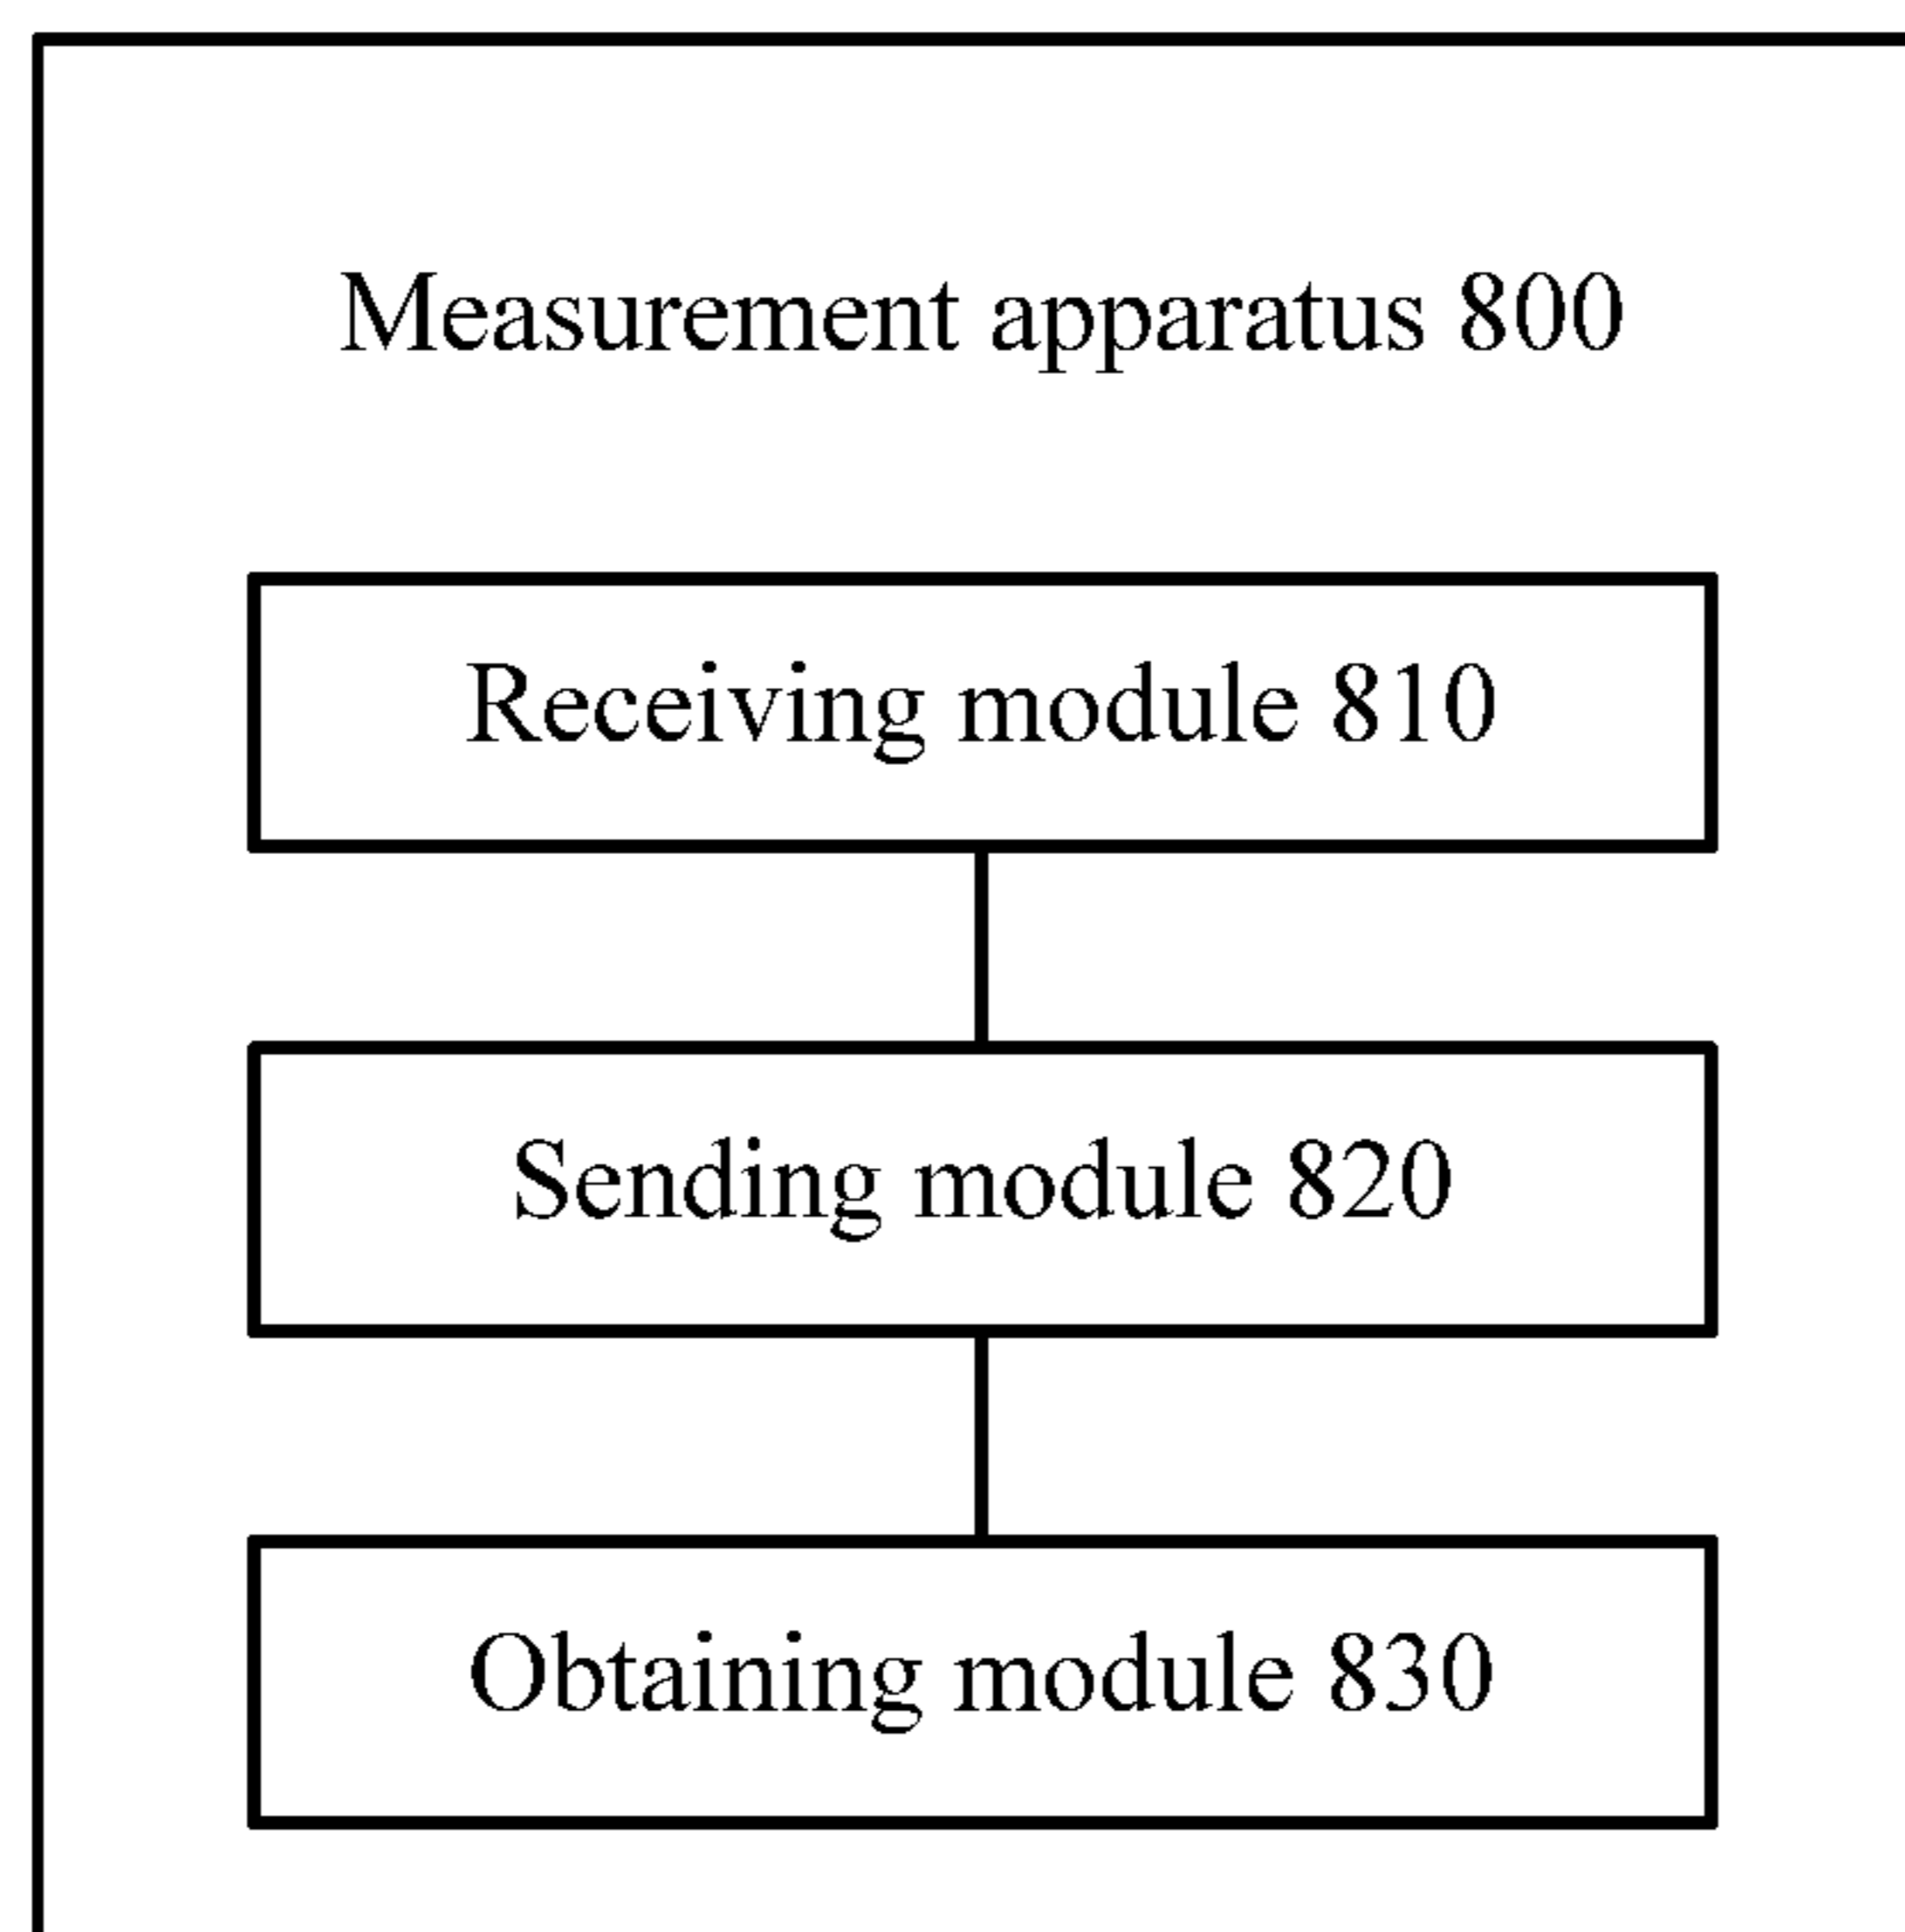 Measurement apparatus 800
Receiving module 810
Sending module 820
Obtaining module 830